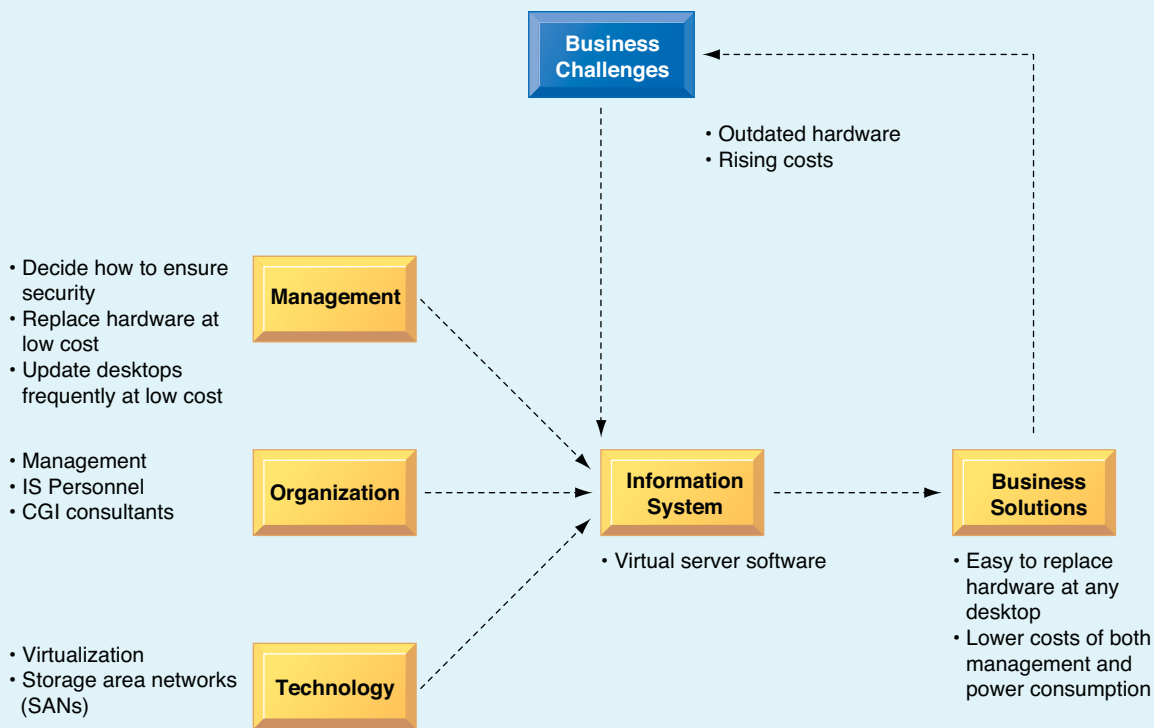 Business
Challenges
• Outdated hardware
• Rising costs
• Decide how to ensure
security
• Replace hardware at
low cost
• Update desktops
frequently at low cost
Management
• Management
• IS Personnel
• CGI consultants
Organization
Information
System
• Virtual server software
Business
Solutions
• Easy to replace
hardware at any
desktop
• Lower costs of both
management and
power consumption
• Virtualization
• Storage area networks
(SANs)
Technology